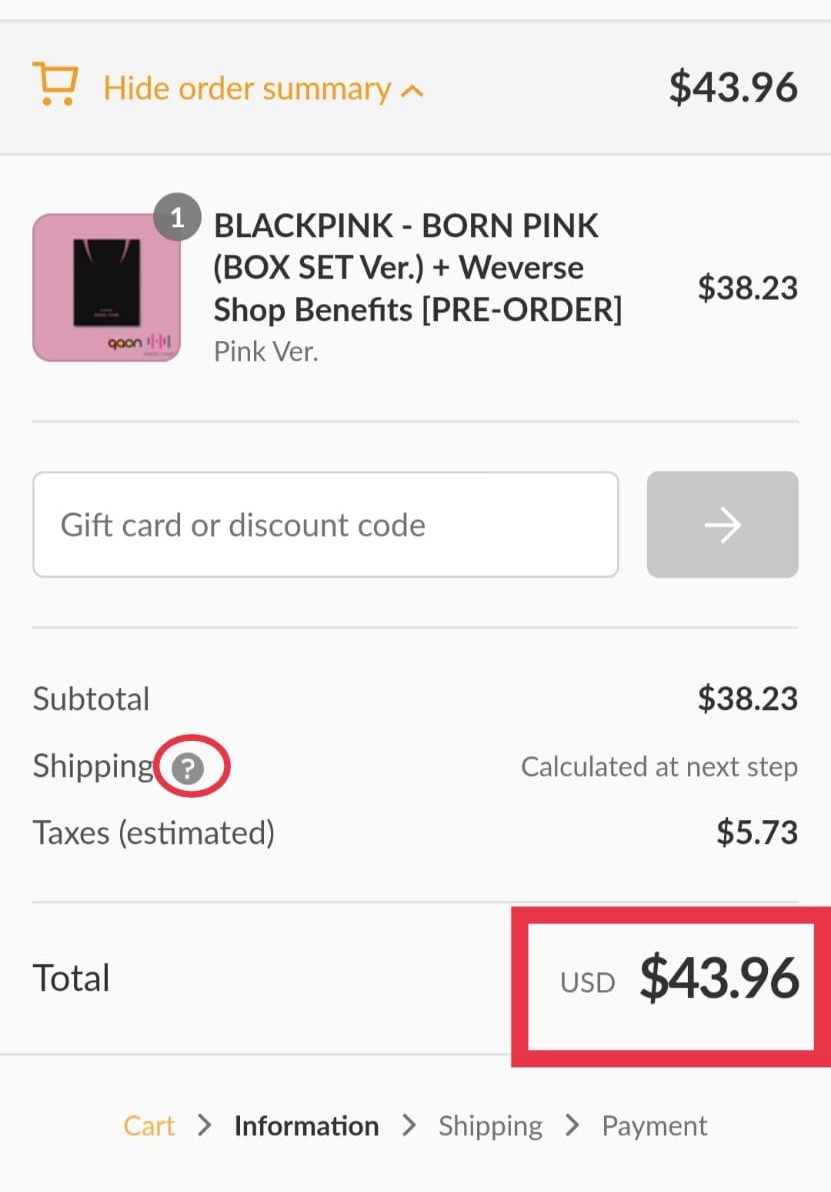 Hide order summary $43.96
1
BLACKPINK - BORN PINK
(BOX SET Ver.) + Weverse
Shop Benefits [PRE-ORDER]
Pink Ver.
$38.23
qaon
Gift card or discount code
Subtotal $38.23
Shipping ? Calculated at next step
Taxes (estimated) $5.73
Total USD $43.96
Cart > Information > Shipping > Payment